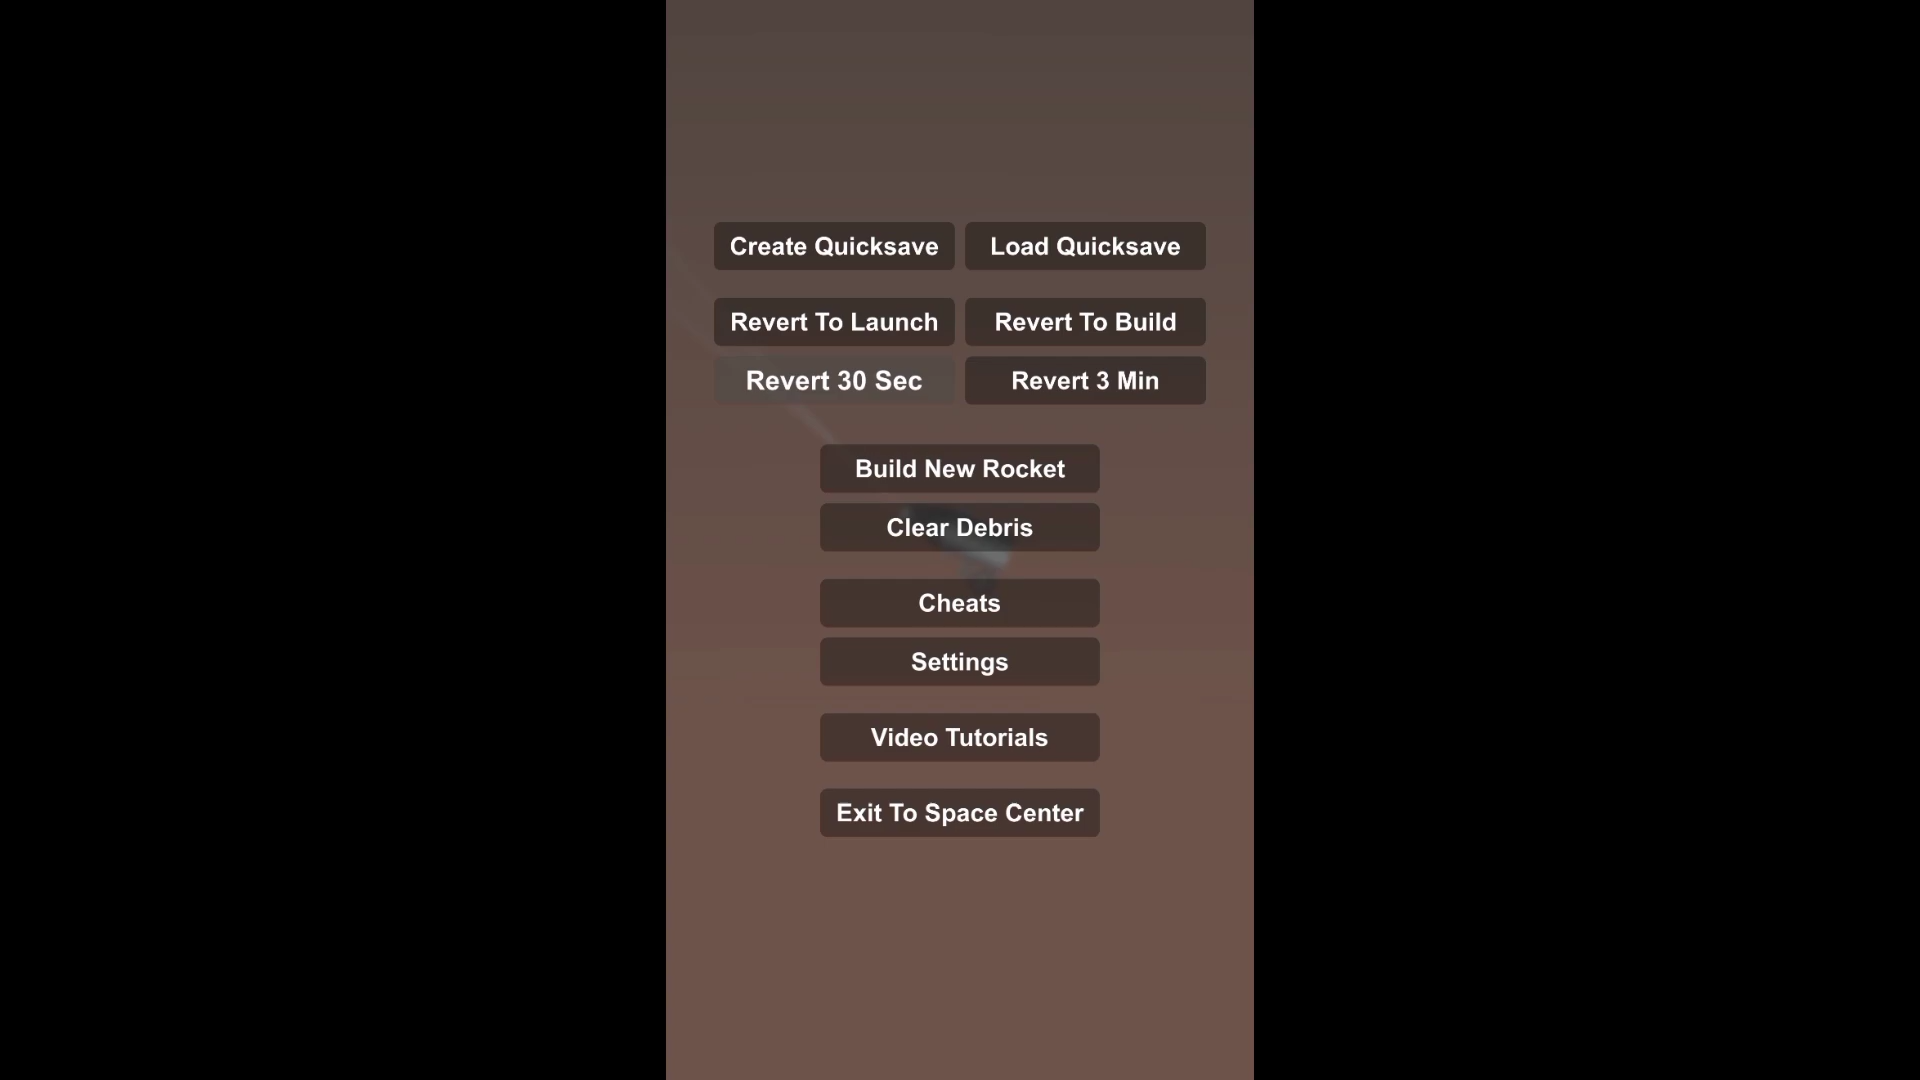 Create Quicksave
Load Quicksave
Revert To Launch
Revert To Build
Revert 30 Sec
Revert 3 Min
Build New Rocket
Clear Debris
Cheats
Settings
Video Tutorials
Exit To Space Center